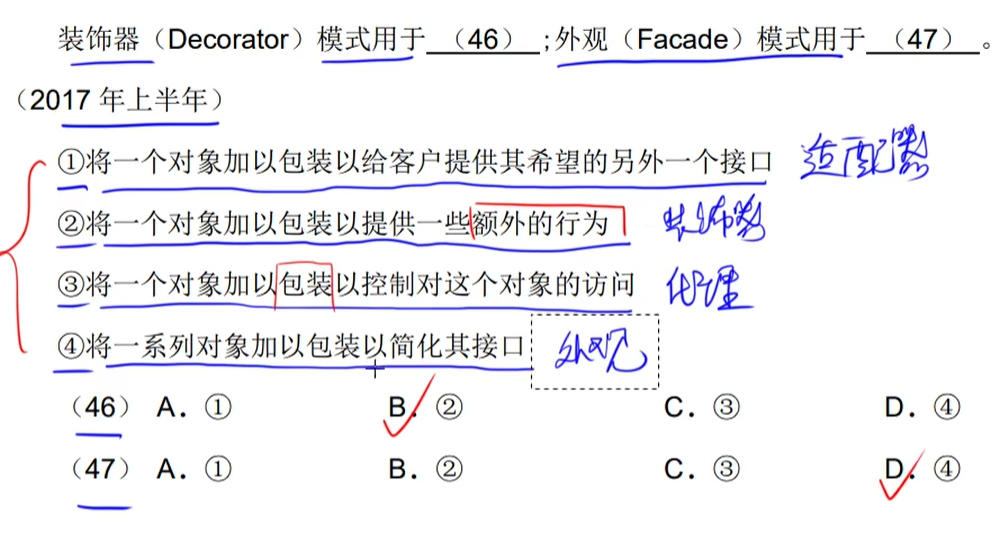 装饰器（Decorator）模式用于 （46） ;外观（Facade）模式用于 （47） 。
（2017 年上半年）
①将一个对象加以包装以给客户提供其希望的另外一个接口 适配器
②将一个对象加以包装以提供一些额外的行为 装饰器
③将一个对象加以包装以控制对这个对象的访问 代理
④将一系列对象加以包装以简化其接口 外观
（46） A．① B．② C．③ D．④
（47） A．① B．② C．③ D．④